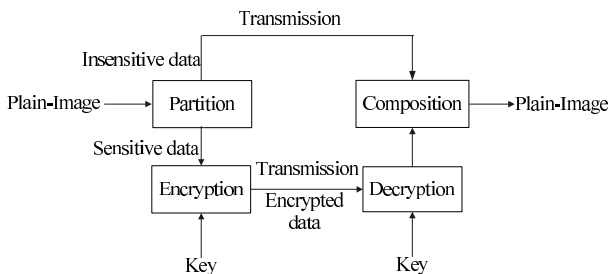 Transmission
Insensitive data
Plain-Image
Partition
Composition
Plain-Image
Sensitive data
Transmission
Encryption
Decryption
Encrypted
data
Key
Key